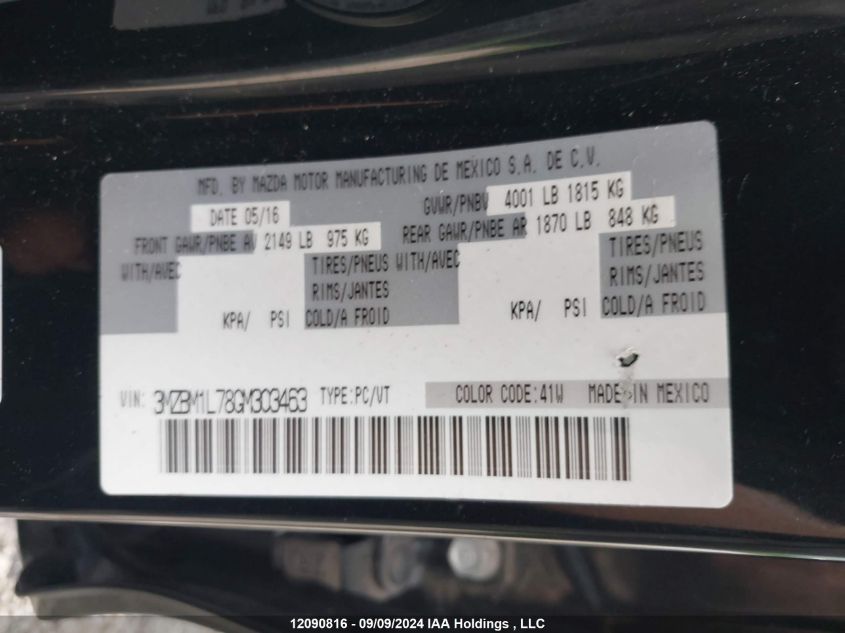 MFD. BY MAZDA MOTOR MANUFACTURING DE MEXICO S.A. DE C.V.
DATE 05/16 GVWR/PNBV 4001 LB 1815 KG
FRONT GAWR/PNBE AV 2149 LB 975 KG REAR GAWR/PNBE AR 1870 LB 848 KG
WITH/AVEC TIRES/PNEUS WITH/AVEC TIRES/PNEUS
RIMS/JANTES RIMS/JANTES
KPA/ PSI COLD/A FROID KPA/ PSI COLD/A FROID
VIN: 3MZBM1L78GM303463 TYPE:PC/VT COLOR CODE:41W MADE IN MEXICO
12090816 - 09/09/2024 IAA Holdings , LLC